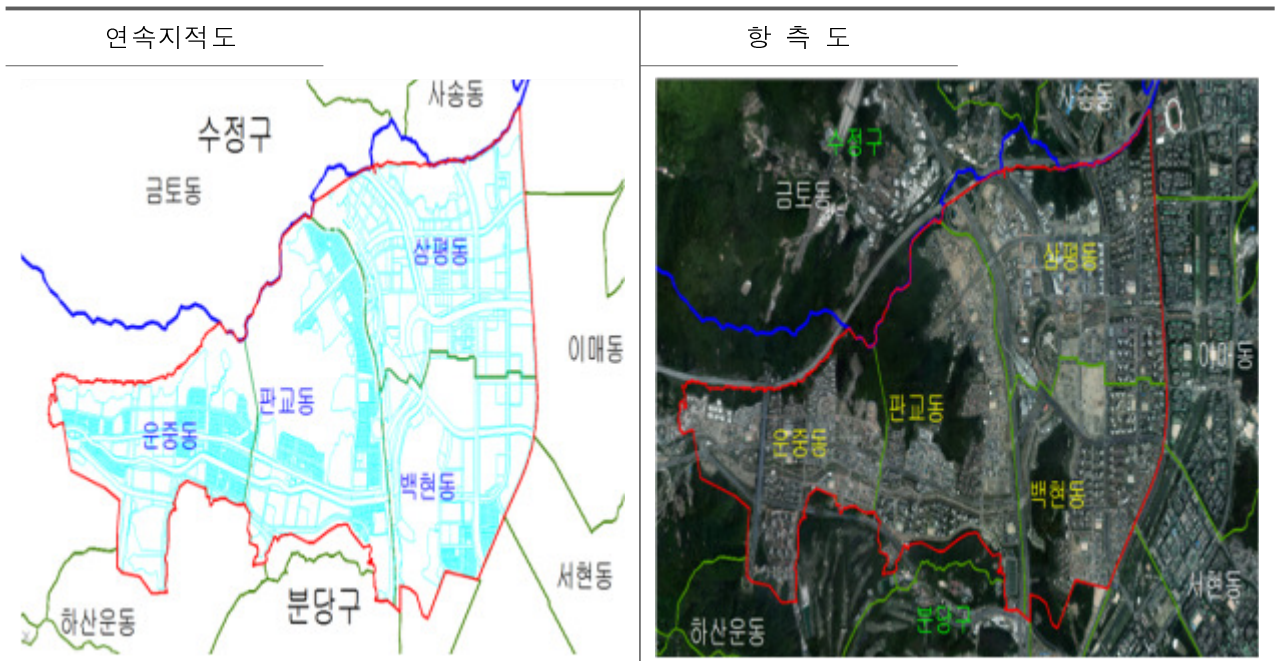 연속지적도
항 측 도
사송동
수정구
금토동
삼평동
이매동
판교동
운중동
백현동
서현동
분당구
하산운동
사송동
수정구
금토동
삼평동
이매동
판교동
운중동
백현동
서현동
분당구
하산운동